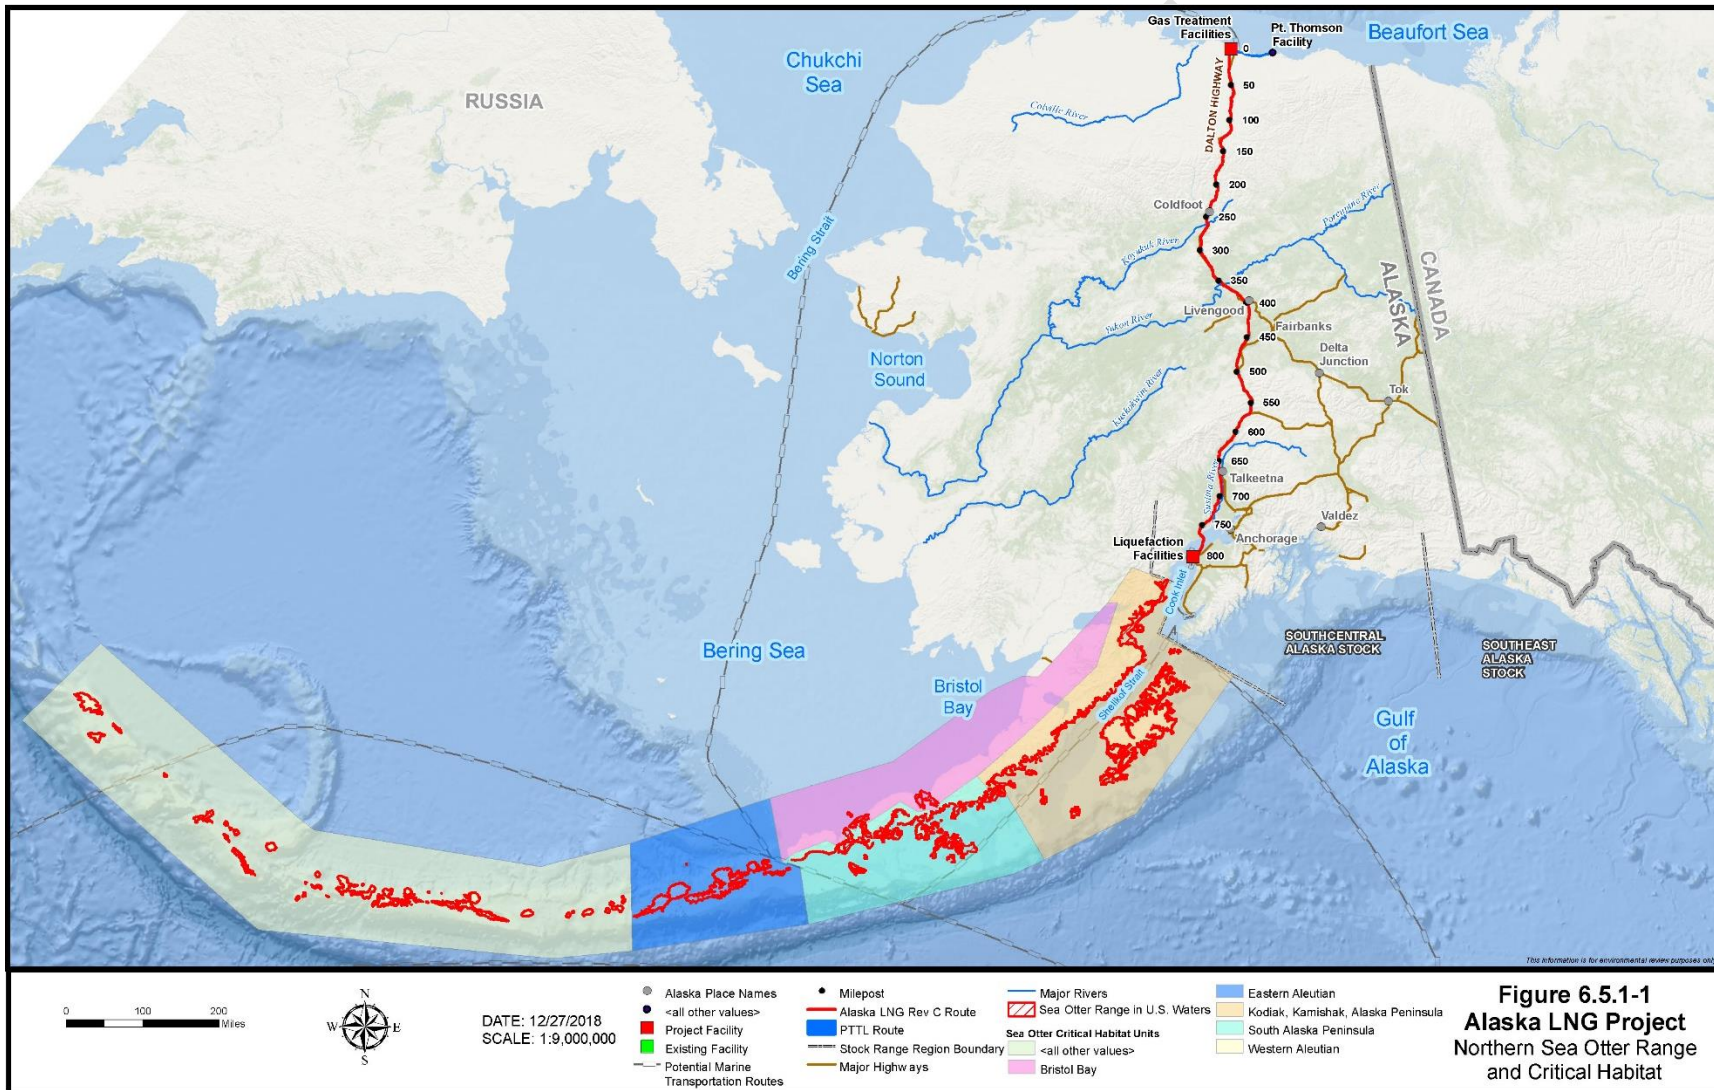 Gas Treatment
Facilities
Pt. Thomson
Facility
Beaufort Sea
Chukchi
Sea
RUSSIA
0
50
DALTON HIGHWAY
Colville River
100
150
200
Coldfoot
250
Porcupine River
Koyukuk River
300
350
CANADA
ALASKA
Bering Strait
400
Livengood
Yukon River
Fairbanks
450
Norton
Sound
Delta
Junction
500
Kuskokwim River
Tok
550
600
650
Talkeetna
Susitna River
700
Valdez
750
Anchorage
Liquefaction
Facilities
800
Cook Inlet
Bering Sea
SOUTHCENTRAL
ALASKA STOCK
SOUTHEAST
ALASKA
STOCK
Bristol
Bay
Shelikof Strait
Gulf
of
Alaska
This information is for environmental review purposes only
0 100 200
Miles
N
W E
S
DATE: 12/27/2018
SCALE: 1:9,000,000
Alaska Place Names
<all other values>
Project Facility
Existing Facility
Potential Marine
Transportation Routes
Milepost
Alaska LNG Rev C Route
PTTL Route
Stock Range Region Boundary
Major Highways
Major Rivers
Sea Otter Range in U.S. Waters
Sea Otter Critical Habitat Units
<all other values>
Bristol Bay
Eastern Aleutian
Kodiak, Kamishak, Alaska Peninsula
South Alaska Peninsula
Western Aleutian
Figure 6.5.1-1
Alaska LNG Project
Northern Sea Otter Range
and Critical Habitat